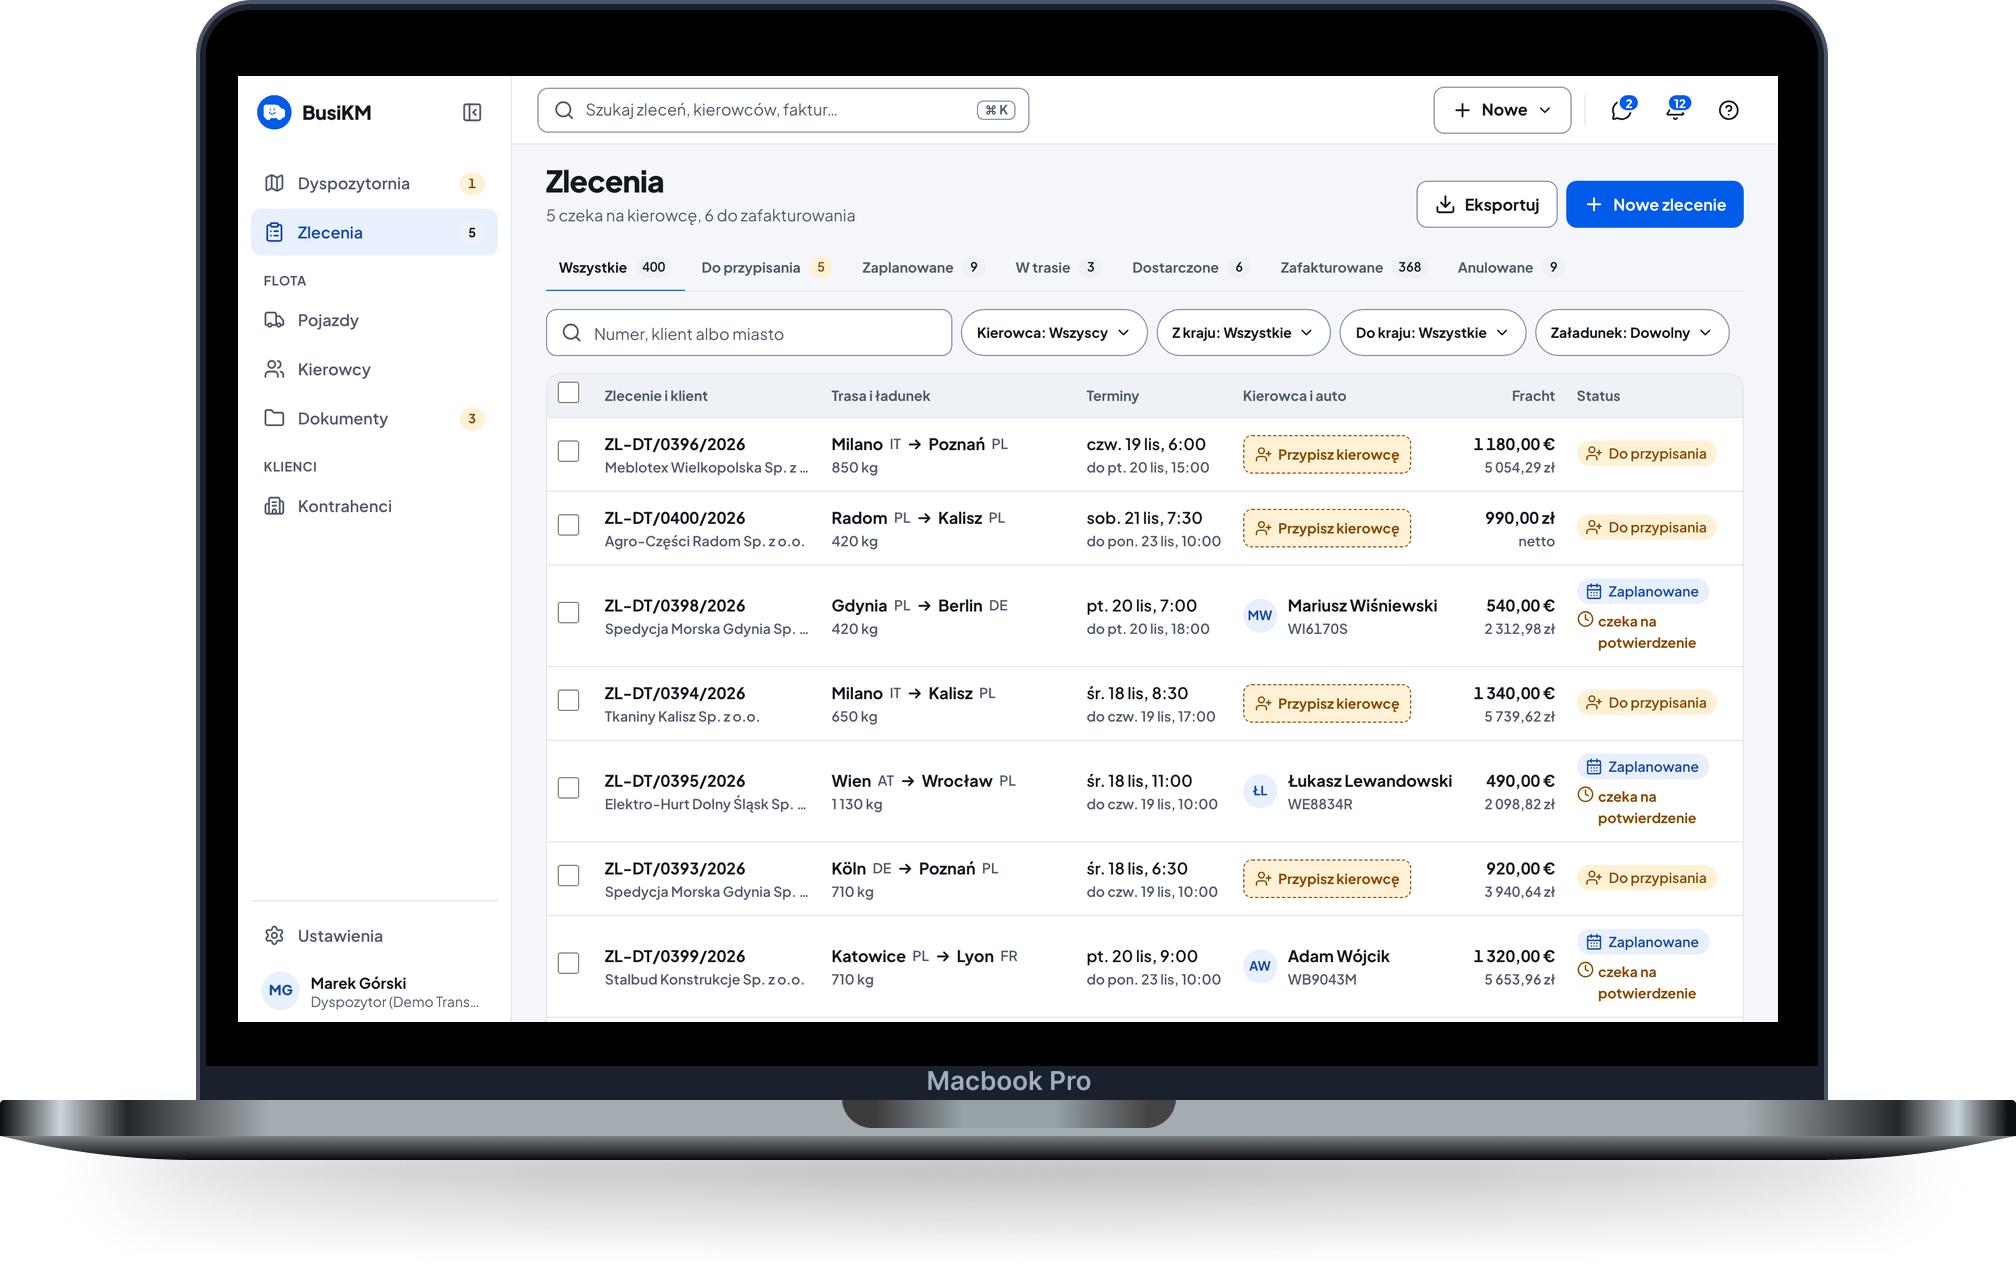 BusiKM
Szukaj zleceń, kierowców, faktur...
⌘ K
+ Nowe
2
12
Dyspozytornia 1
Zlecenia 5
FLOTA
Pojazdy
Kierowcy
Dokumenty 3
KLIENCI
Kontrahenci
Ustawienia
MG
Marek Górski
Dyspozytor (Demo Trans...
Zlecenia
5 czeka na kierowcę, 6 do zafakturowania
Eksportuj
+ Nowe zlecenie
Wszystkie 400 Do przypisania 5 Zaplanowane 9 W trasie 3 Dostarczone 6 Zafakturowane 368 Anulowane 9
Numer, klient albo miasto
Kierowca: Wszyscy
Z kraju: Wszystkie
Do kraju: Wszystkie
Załadunek: Dowolny
Zlecenie i klient Trasa i ładunek Terminy Kierowca i auto Fracht Status
ZL-DT/0396/2026 Milano IT → Poznań PL czw. 19 lis, 6:00 Przypisz kierowcę 1 180,00 € Do przypisania
Meblotex Wielkopolska Sp. z ... 850 kg do pt. 20 lis, 15:00 5 054,29 zł
ZL-DT/0400/2026 Radom PL → Kalisz PL sob. 21 lis, 7:30 Przypisz kierowcę 990,00 zł Do przypisania
Agro-Części Radom Sp. z o.o. 420 kg do pon. 23 lis, 10:00 netto
ZL-DT/0398/2026 Gdynia PL → Berlin DE pt. 20 lis, 7:00 MW Mariusz Wiśniewski 540,00 € Zaplanowane
Spedycja Morska Gdynia Sp. ... 420 kg do pt. 20 lis, 18:00 WI6170S 2 312,98 zł czeka na
potwierdzenie
ZL-DT/0394/2026 Milano IT → Kalisz PL śr. 18 lis, 8:30 Przypisz kierowcę 1 340,00 € Do przypisania
Tkaniny Kalisz Sp. z o.o. 650 kg do czw. 19 lis, 17:00 5 739,62 zł
ZL-DT/0395/2026 Wien AT → Wrocław PL śr. 18 lis, 11:00 ŁL Łukasz Lewandowski 490,00 € Zaplanowane
Elektro-Hurt Dolny Śląsk Sp. ... 1 130 kg do czw. 19 lis, 10:00 WE8834R 2 098,82 zł czeka na
potwierdzenie
ZL-DT/0393/2026 Köln DE → Poznań PL śr. 18 lis, 6:30 Przypisz kierowcę 920,00 € Do przypisania
Spedycja Morska Gdynia Sp. ... 710 kg do czw. 19 lis, 10:00 3 940,64 zł
ZL-DT/0399/2026 Katowice PL → Lyon FR pt. 20 lis, 9:00 AW Adam Wójcik 1 320,00 € Zaplanowane
Stalbud Konstrukcje Sp. z o.o. 710 kg do pon. 23 lis, 10:00 WB9043M 5 653,96 zł czeka na
potwierdzenie
Macbook Pro